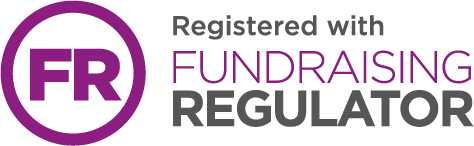 FR
Registered with
FUNDRAISING
REGULATOR